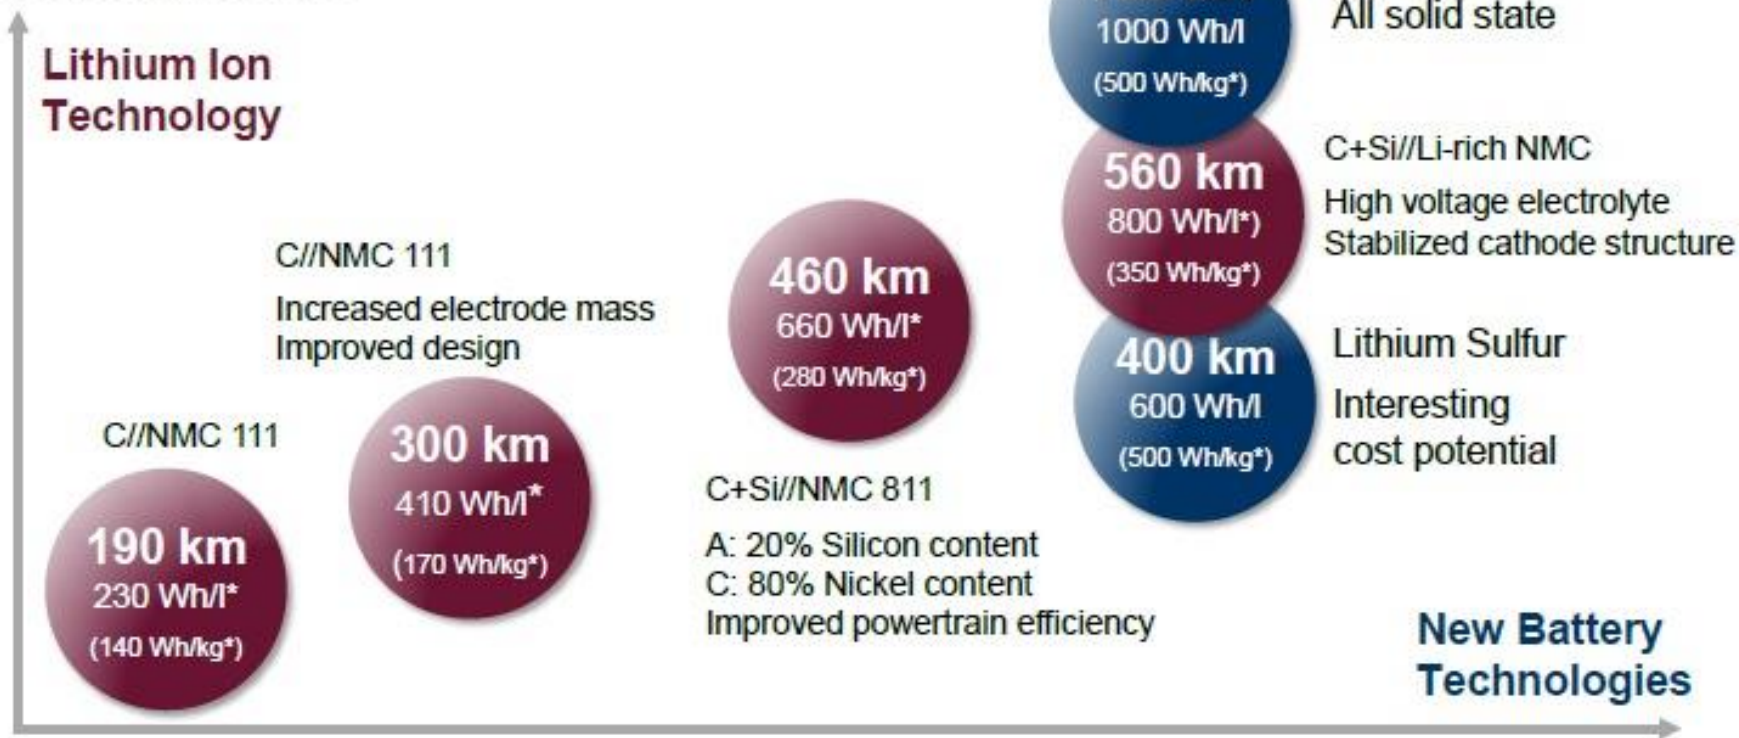 Lithium Ion
Technology
1000 Wh/l
(500 Wh/kg*)
All solid state
560 km
800 Wh/l*)
(350 Wh/kg*)
C+Si//Li-rich NMC
High voltage electrolyte
Stabilized cathode structure
C//NMC 111
Increased electrode mass
Improved design
460 km
660 Wh/l*
(280 Wh/kg*)
400 km
600 Wh/l
(500 Wh/kg*)
Lithium Sulfur
Interesting
cost potential
C//NMC 111
190 km
230 Wh/l*
(140 Wh/kg*)
300 km
410 Wh/l*
(170 Wh/kg*)
C+Si//NMC 811
A: 20% Silicon content
C: 80% Nickel content
Improved powertrain efficiency
New Battery
Technologies